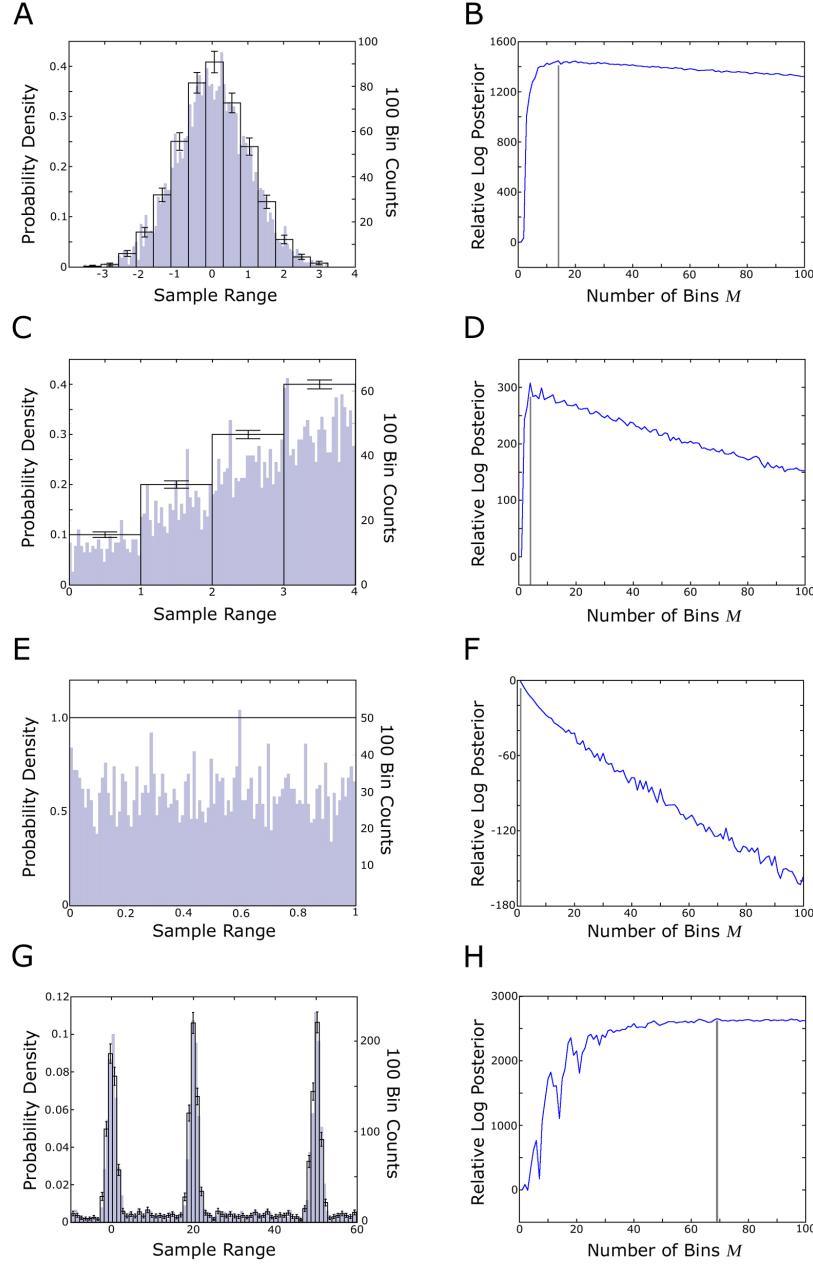 A
Probability Density
0.4
0.3
0.2
0.1
0
-3 -2 -1 0 1 2 3 4
Sample Range
100
80
60
40
20
100 Bin Counts
B
Relative Log Posterior
1600
1200
800
400
0
0 20 40 60 80 100
Number of Bins M
C
Probability Density
0.4
0.3
0.2
0.1
0
0 1 2 3 4
Sample Range
60
40
20
0
100 Bin Counts
D
Relative Log Posterior
300
200
150
0
0 20 40 60 80 100
Number of Bins M
E
Probability Density
1.0
0.5
0
0 0.2 0.4 0.6 0.8 1
Sample Range
50
40
30
20
10
100 Bin Counts
F
Relative Log Posterior
0
-60
-120
-180
0 20 40 60 80 100
Number of Bins M
G
Probability Density
0.12
0.1
0.08
0.06
0.04
0.02
0
0 20 40 60
Sample Range
200
100
0
100 Bin Counts
H
Relative Log Posterior
3000
2500
2000
1500
1000
500
0
0 20 40 60 80 100
Number of Bins M